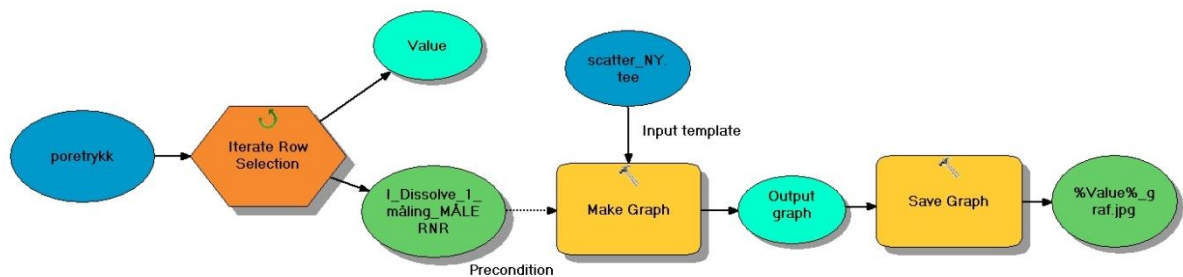 poretrykk
Iterate Row
Selection
Value
I_Dissolve_1_
måling_MÅLE
RNR
Precondition
scatter_NY.
tee
Input template
Make Graph
Output
graph
Save Graph
%Value%_g
raf.jpg